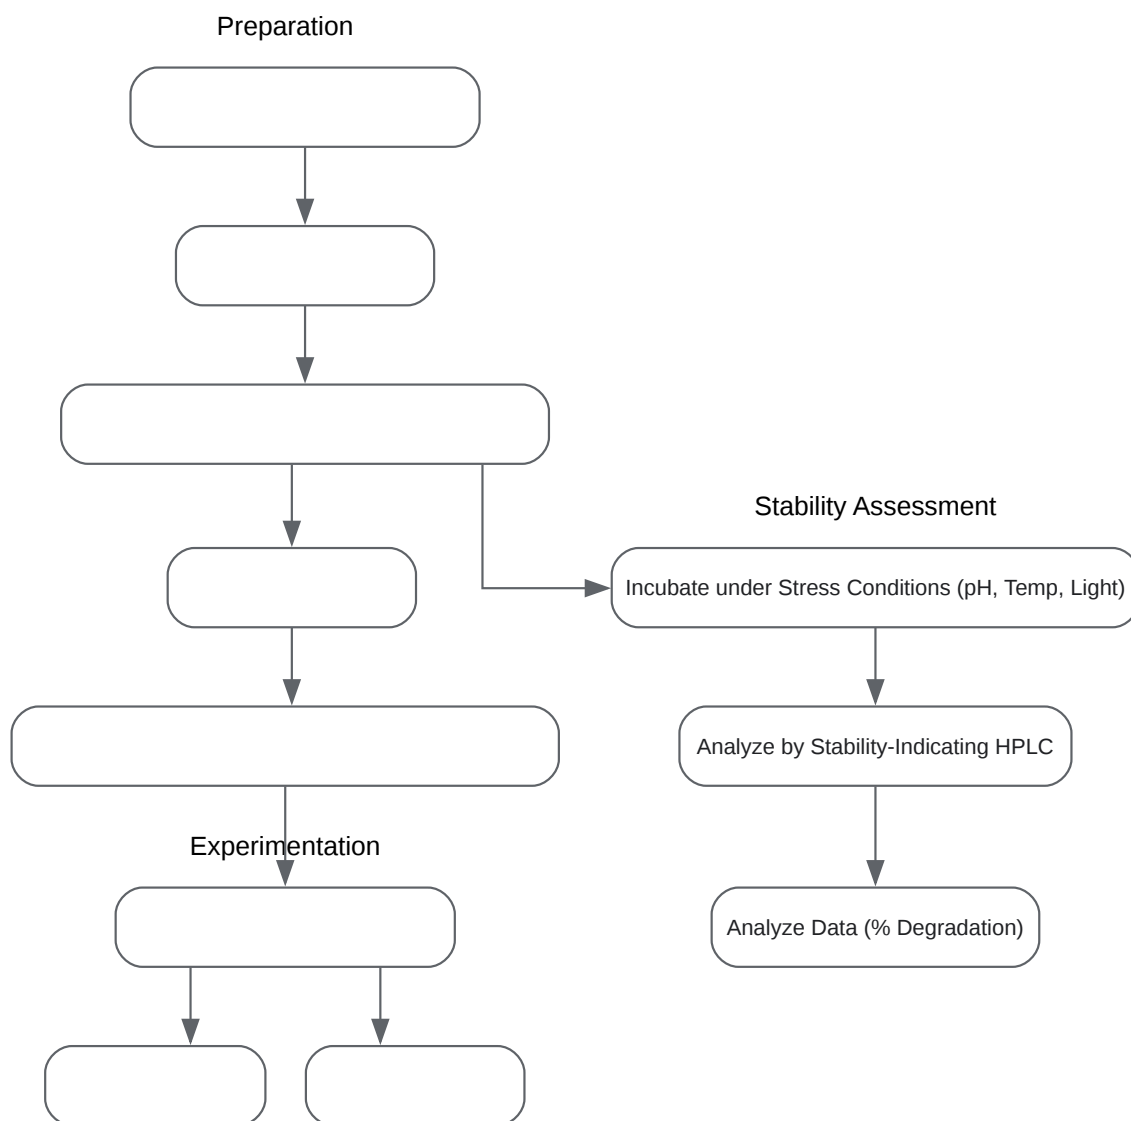 Preparation
Stability Assessment
Incubate under Stress Conditions (pH, Temp, Light)
Analyze by Stability-Indicating HPLC
Experimentation
Analyze Data (% Degradation)